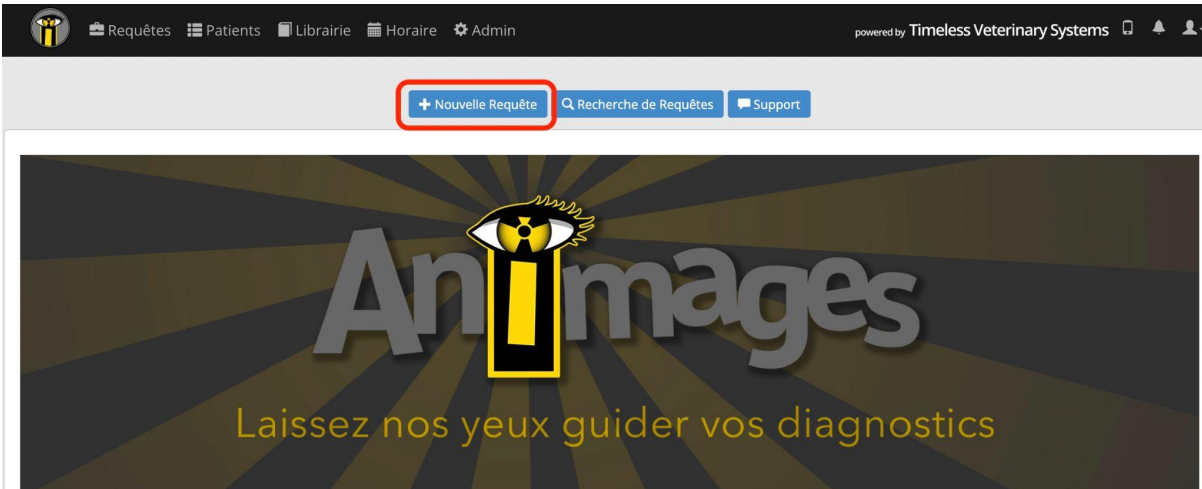 Requêtes Patients Librairie Horaire Admin powered by Timeless Veterinary Systems
Nouvelle Requête Recherche de Requêtes Support
Animages
Laissez nos yeux guider vos diagnostics